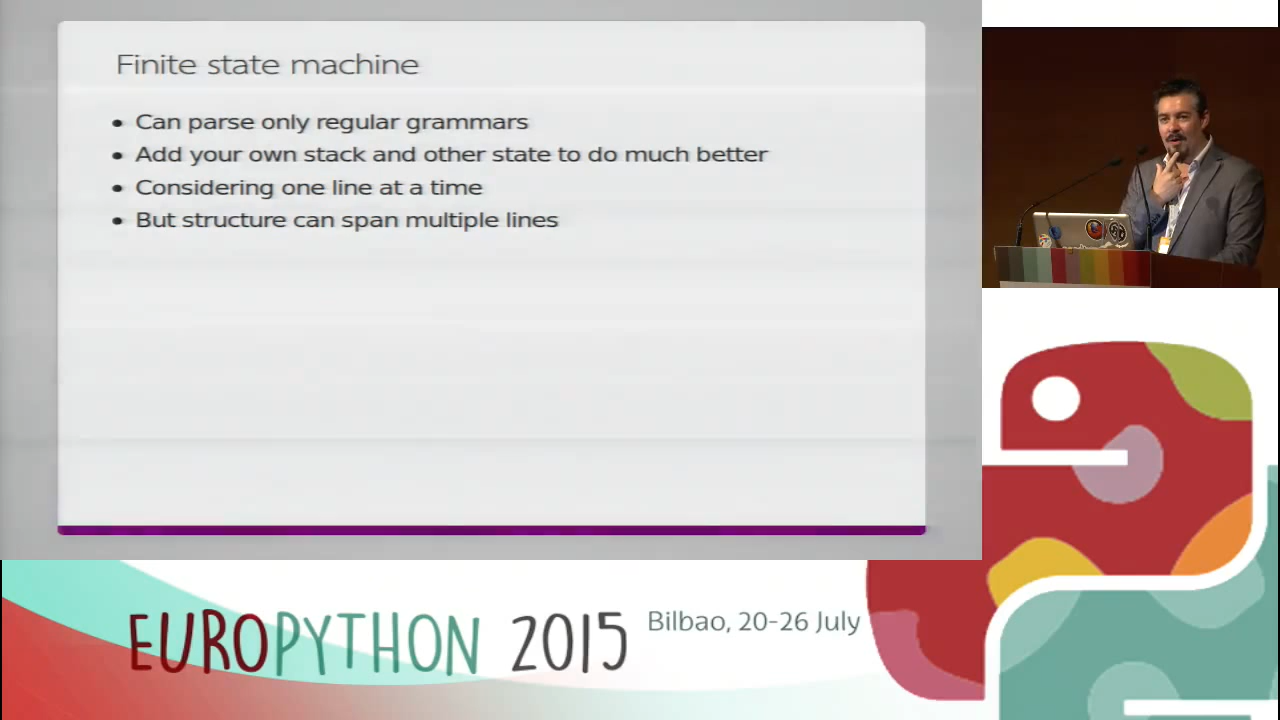 Finite state machine
• Can parse only regular grammars
• Add your own stack and other state to do much better
• Considering one line at a time
• But structure can span multiple lines
EUROPYTHON 2015
Bilbao, 20-26 July